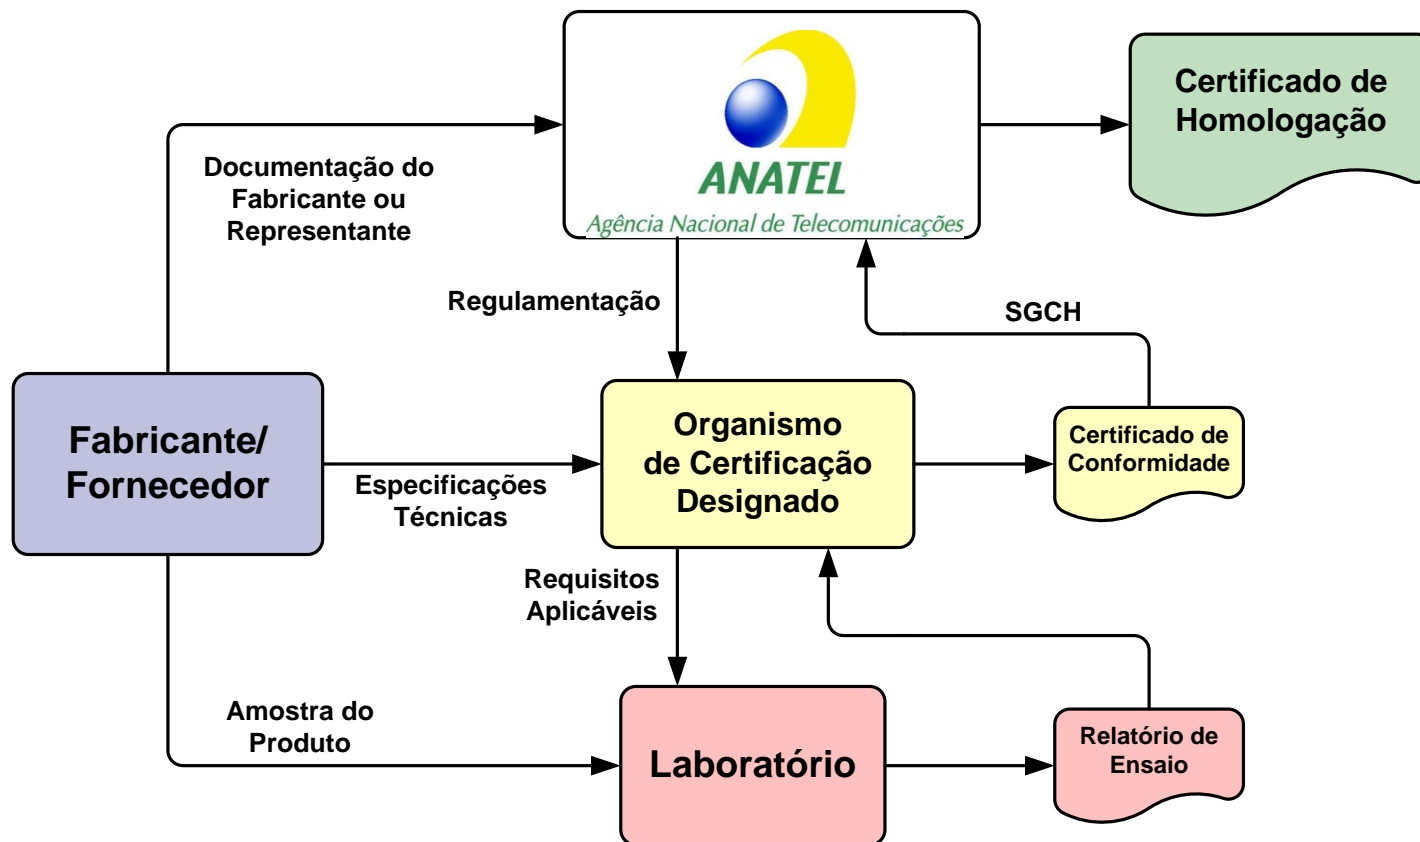 ANATEL
Agência Nacional de Telecomunicações
Certificado de
Homologação
Documentação do
Fabricante ou
Representante
Regulamentação
SGCH
Fabricante/
Fornecedor
Especificações
Técnicas
Organismo
de Certificação
Designado
Certificado de
Conformidade
Requisitos
Aplicáveis
Amostra do
Produto
Laboratório
Relatório de
Ensaio